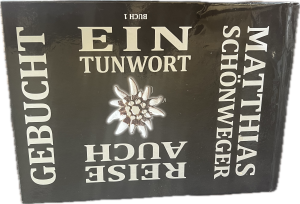 GEBUCHT
BUCH 1
EIN
TUNWORT
REISE
AUCH
MATTHIAS
SCHÖNWEGER